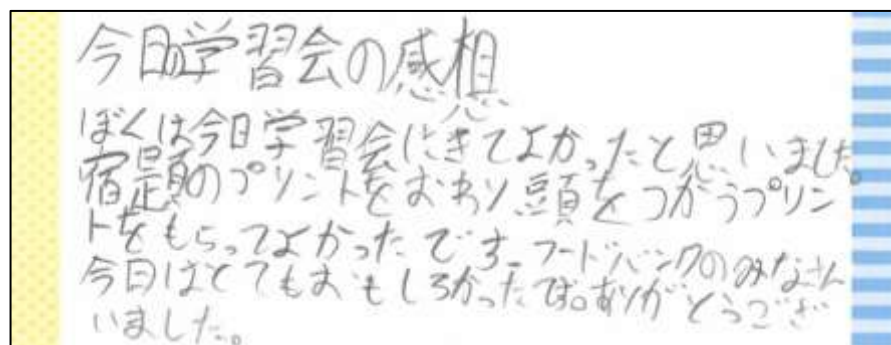 今日の学習会の感想
ぼくは今日学習会にきてよかったと思いました。
宿題のプリントをおわり頭をつかうプリン
トをもらってよかったです。フードバンクのみなさん
今日はとてもおもしろかったです。ありがとうござ
いました。